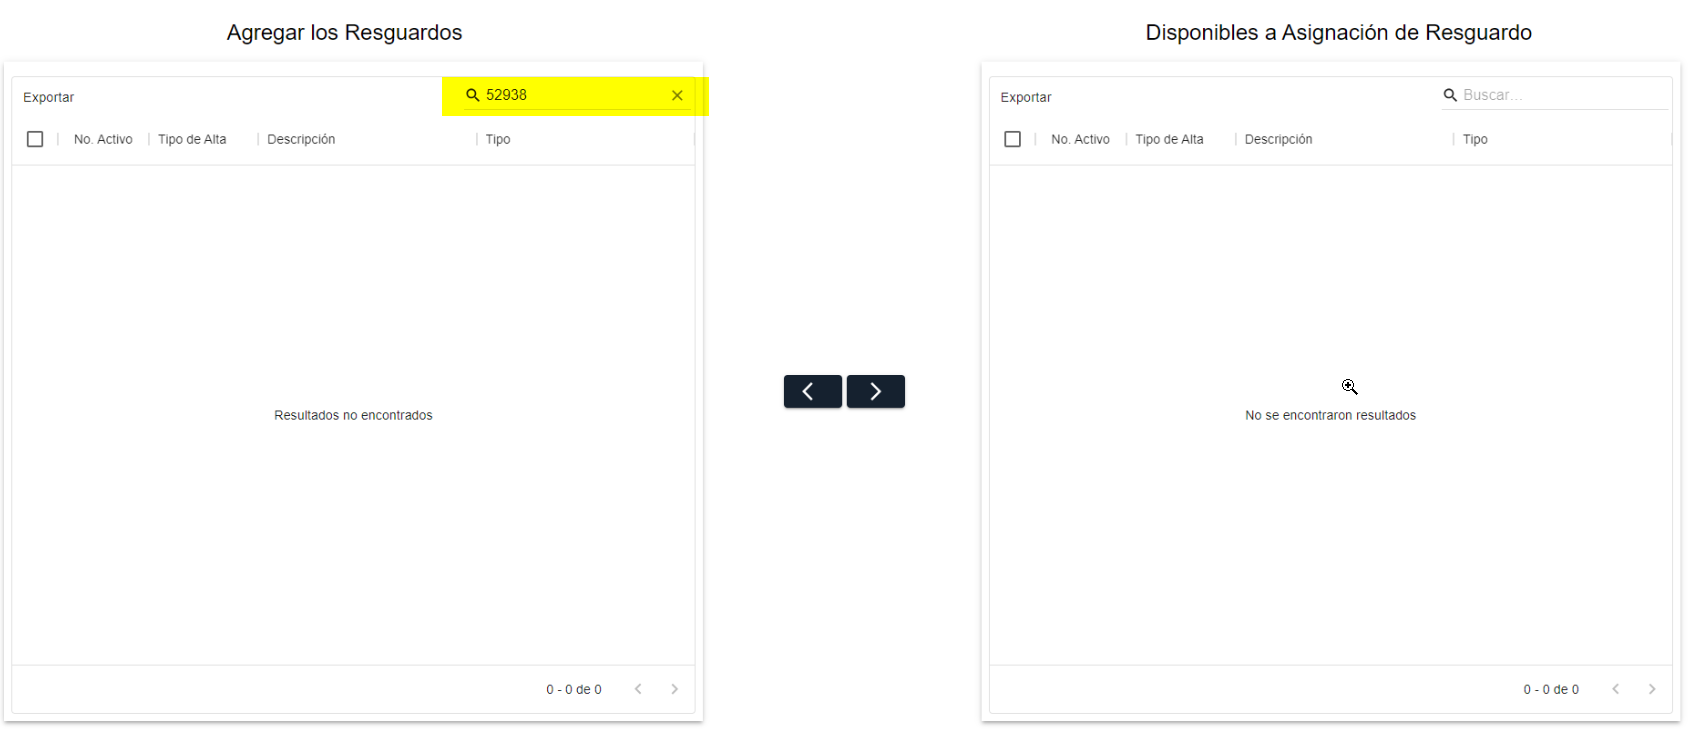 Agregar los Resguardos
Exportar
52938
No. Activo
Tipo de Alta
Descripción
Tipo
Resultados no encontrados
0 - 0 de 0
Disponibles a Asignación de Resguardo
Exportar
Buscar...
No. Activo
Tipo de Alta
Descripción
Tipo
No se encontraron resultados
0 - 0 de 0